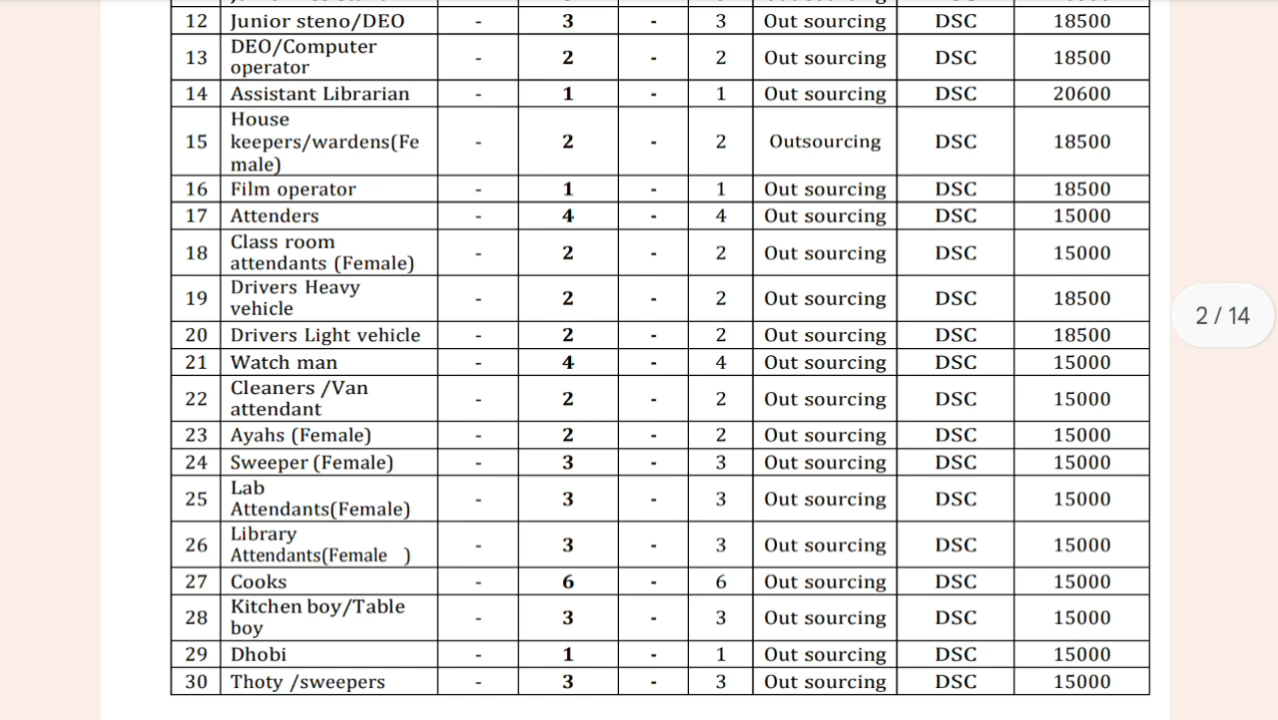 12 Junior steno/DEO - 3 - 3 Out sourcing DSC 18500
13 DEO/Computer operator - 2 - 2 Out sourcing DSC 18500
14 Assistant Librarian - 1 - 1 Out sourcing DSC 20600
15 House keepers/wardens(Fe male) - 2 - 2 Outsourcing DSC 18500
16 Film operator - 1 - 1 Out sourcing DSC 18500
17 Attenders - 4 - 4 Out sourcing DSC 15000
18 Class room attendants (Female) - 2 - 2 Out sourcing DSC 15000
19 Drivers Heavy vehicle - 2 - 2 Out sourcing DSC 18500
20 Drivers Light vehicle - 2 - 2 Out sourcing DSC 18500
21 Watch man - 4 - 4 Out sourcing DSC 15000
22 Cleaners /Van attendant - 2 - 2 Out sourcing DSC 15000
23 Ayahs (Female) - 2 - 2 Out sourcing DSC 15000
24 Sweeper (Female) - 3 - 3 Out sourcing DSC 15000
25 Lab Attendants(Female) - 3 - 3 Out sourcing DSC 15000
26 Library Attendants(Female ) - 3 - 3 Out sourcing DSC 15000
27 Cooks - 6 - 6 Out sourcing DSC 15000
28 Kitchen boy/Table boy - 3 - 3 Out sourcing DSC 15000
29 Dhobi - 1 - 1 Out sourcing DSC 15000
30 Thoty /sweepers - 3 - 3 Out sourcing DSC 15000
2 / 14